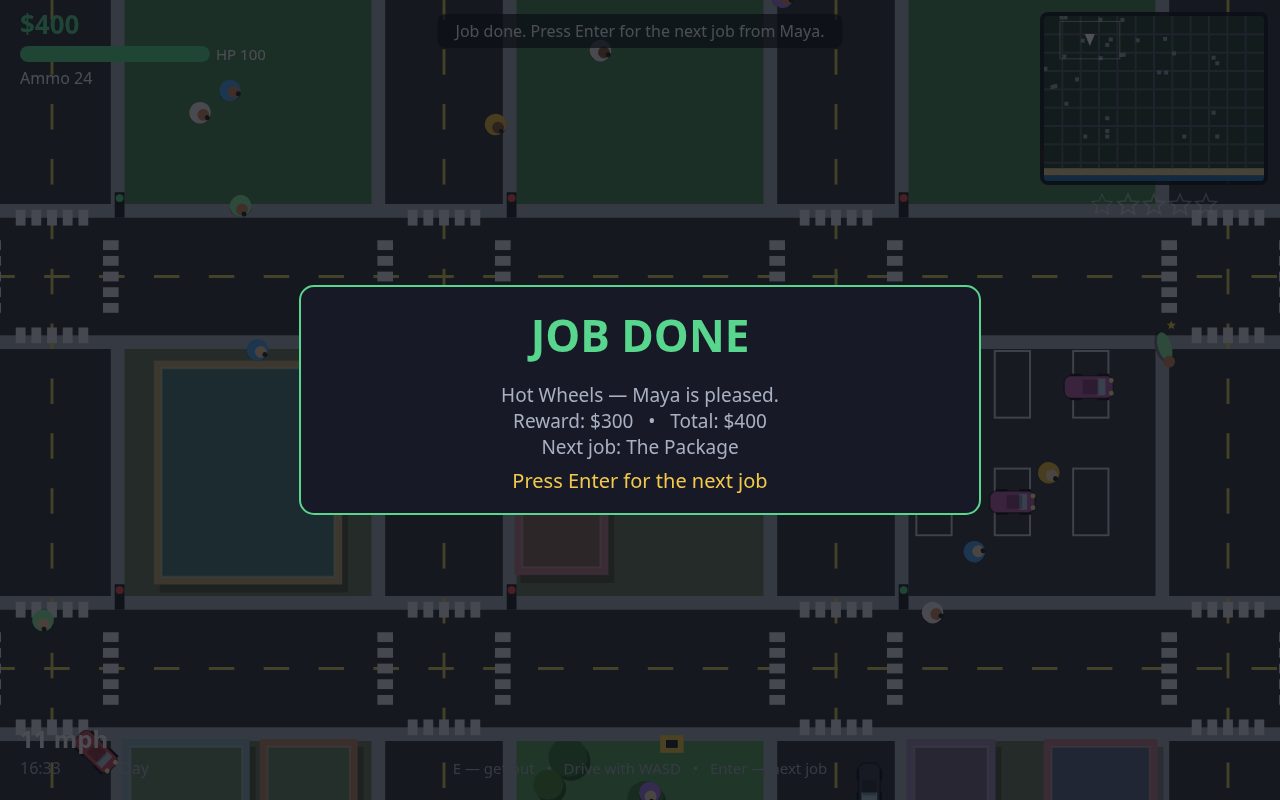 $400
HP 100
Ammo 24
Job done. Press Enter for the next job from Maya.
JOB DONE
Hot Wheels — Maya is pleased.
Reward: $300 • Total: $400
Next job: The Package
Press Enter for the next job
11 mph
16:33
E — get out • Drive with WASD • Enter — next job